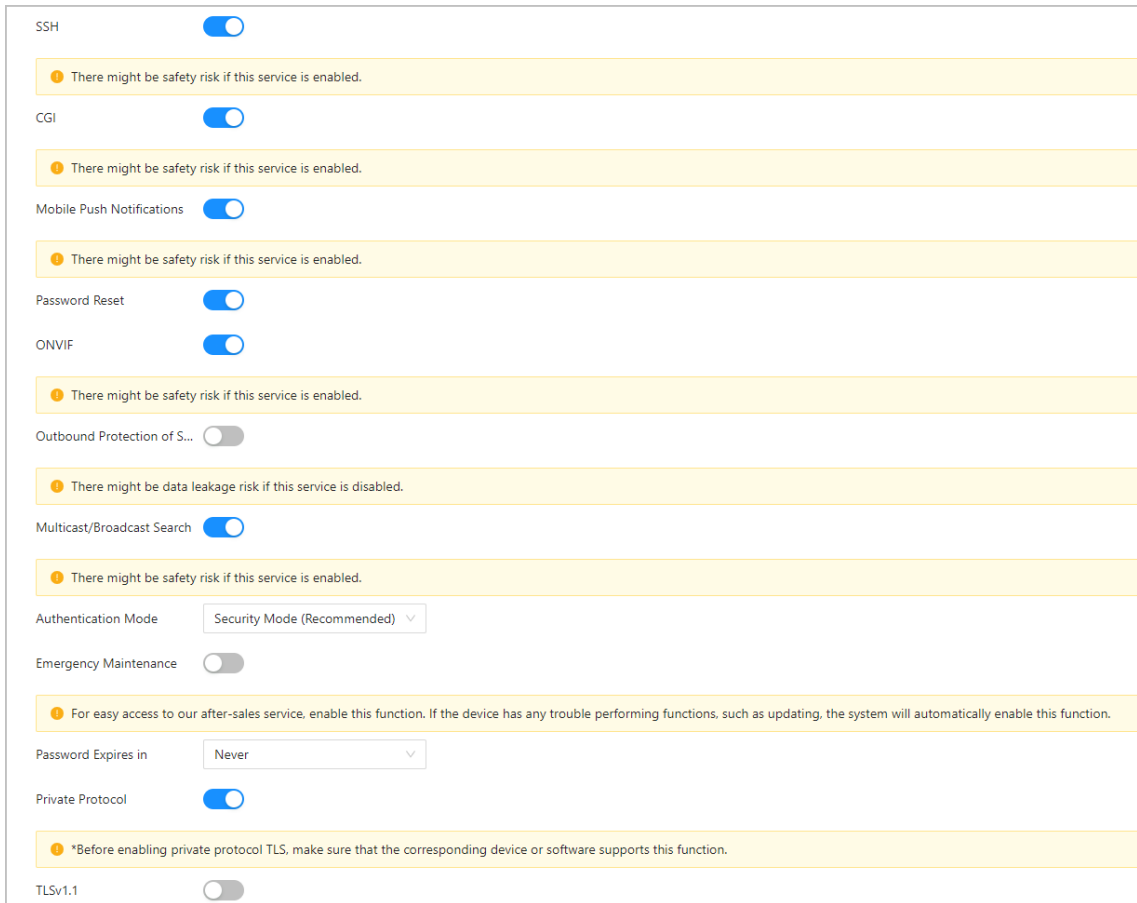 SSH
There might be safety risk if this service is enabled.
CGI
There might be safety risk if this service is enabled.
Mobile Push Notifications
There might be safety risk if this service is enabled.
Password Reset
ONVIF
There might be safety risk if this service is enabled.
Outbound Protection of S...
There might be data leakage risk if this service is disabled.
Multicast/Broadcast Search
There might be safety risk if this service is enabled.
Authentication Mode Security Mode (Recommended)
Emergency Maintenance
For easy access to our after-sales service, enable this function. If the device has any trouble performing functions, such as updating, the system will automatically enable this function.
Password Expires in Never
Private Protocol
*Before enabling private protocol TLS, make sure that the corresponding device or software supports this function.
TLSv1.1